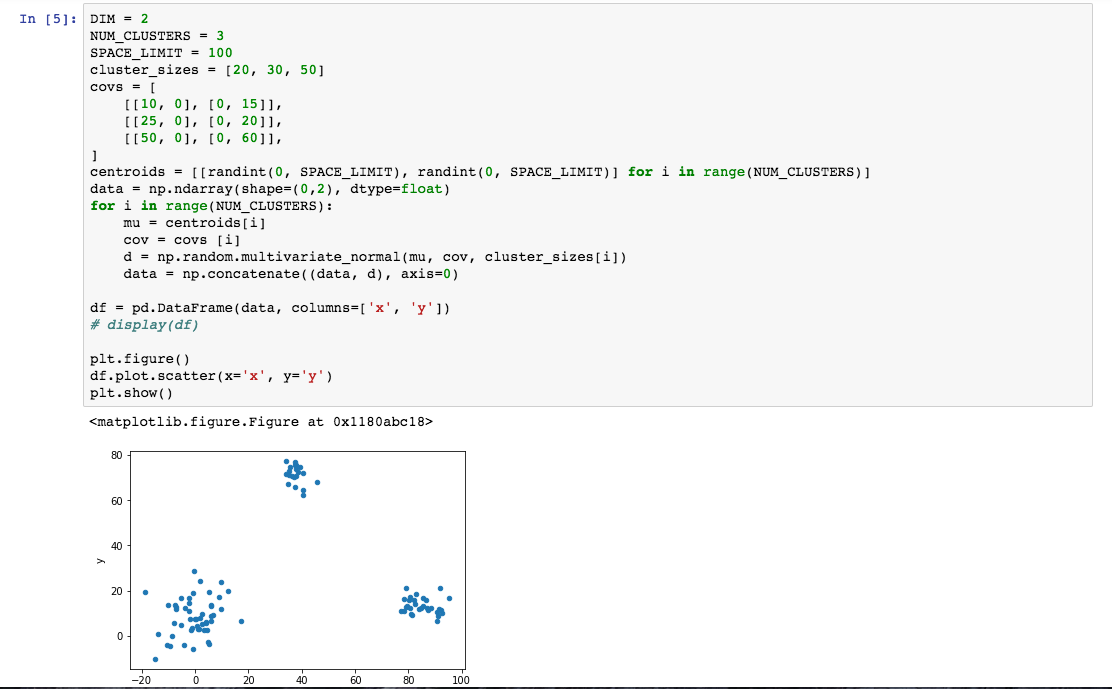 In [5]: DIM = 2
NUM_CLUSTERS = 3
SPACE_LIMIT = 100
cluster_sizes = [20, 30, 50]
covs = [
    [[10, 0], [0, 15]],
    [[25, 0], [0, 20]],
    [[50, 0], [0, 60]],
]
centroids = [[randint(0, SPACE_LIMIT), randint(0, SPACE_LIMIT)] for i in range(NUM_CLUSTERS)]
data = np.ndarray(shape=(0,2), dtype=float)
for i in range(NUM_CLUSTERS):
    mu = centroids[i]
    cov = covs [i]
    d = np.random.multivariate_normal(mu, cov, cluster_sizes[i])
    data = np.concatenate((data, d), axis=0)
df = pd.DataFrame(data, columns=['x', 'y'])
# display(df)
plt.figure()
df.plot.scatter(x='x', y='y')
plt.show()
<matplotlib.figure.Figure at 0x1180abc18>
80
60
40
20
0
y
−20 0 20 40 60 80 100